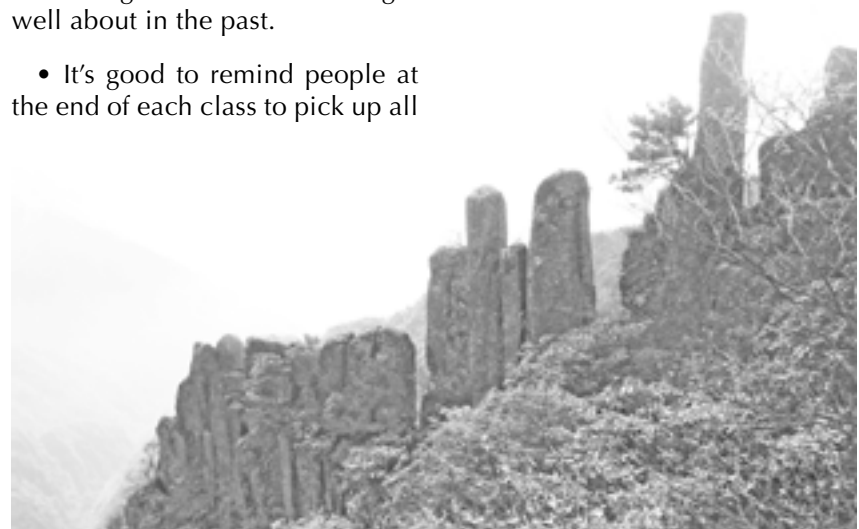 well about in the past.
• It's good to remind people at
the end of each class to pick up all